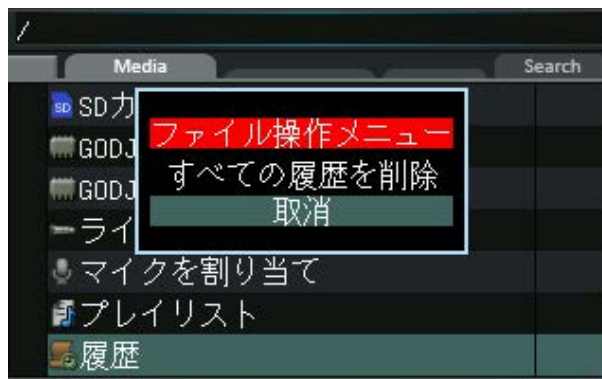 /
Media
Search
SDカ
GODJ
GODJ
ライ
マイクを割り当て
プレイリスト
履歴
ファイル操作メニュー
すべての履歴を削除
取消